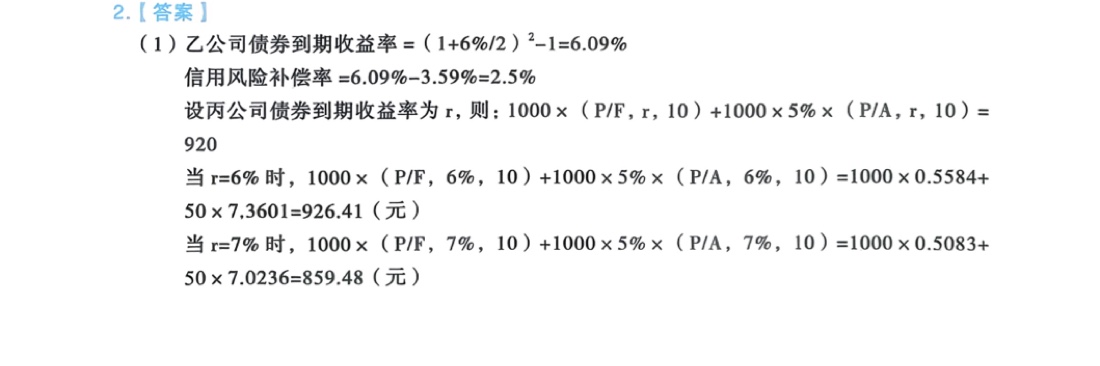 2.【答案】
（1）乙公司债券到期收益率 =（1+6%/2）²−1=6.09%
信用风险补偿率 =6.09%−3.59%=2.5%
设丙公司债券到期收益率为 r，则：1000 ×（P/F，r，10）+1000 × 5% ×（P/A，r，10）=
920
当 r=6% 时，1000 ×（P/F，6%，10）+1000 × 5% ×（P/A，6%，10）=1000 × 0.5584+
50 × 7.3601=926.41（元）
当 r=7% 时，1000 ×（P/F，7%，10）+1000 × 5% ×（P/A，7%，10）=1000 × 0.5083+
50 × 7.0236=859.48（元）